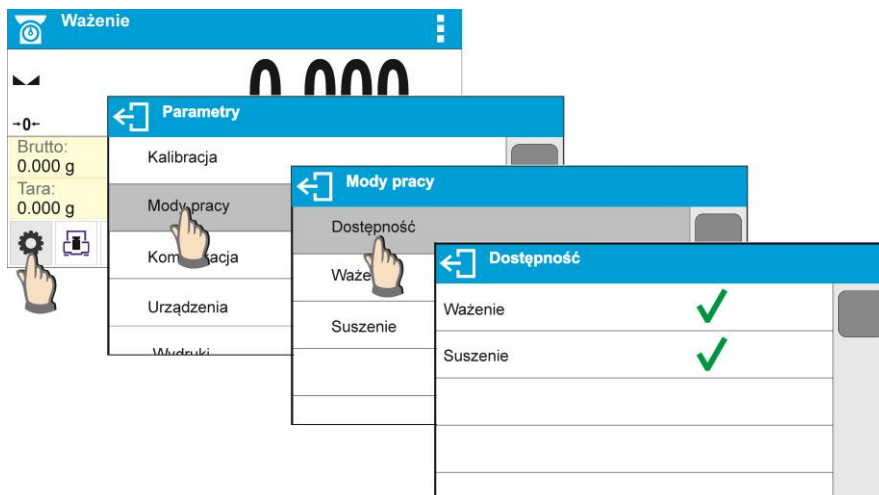 Ważenie
0.000
→0←
Brutto:
0.000 g
Tara:
0.000 g
Parametry
Kalibracja
Mody pracy
Urządzenia
Wydruki
Mody pracy
Dostępność
Suszenie
Dostępność
Ważenie
Suszenie